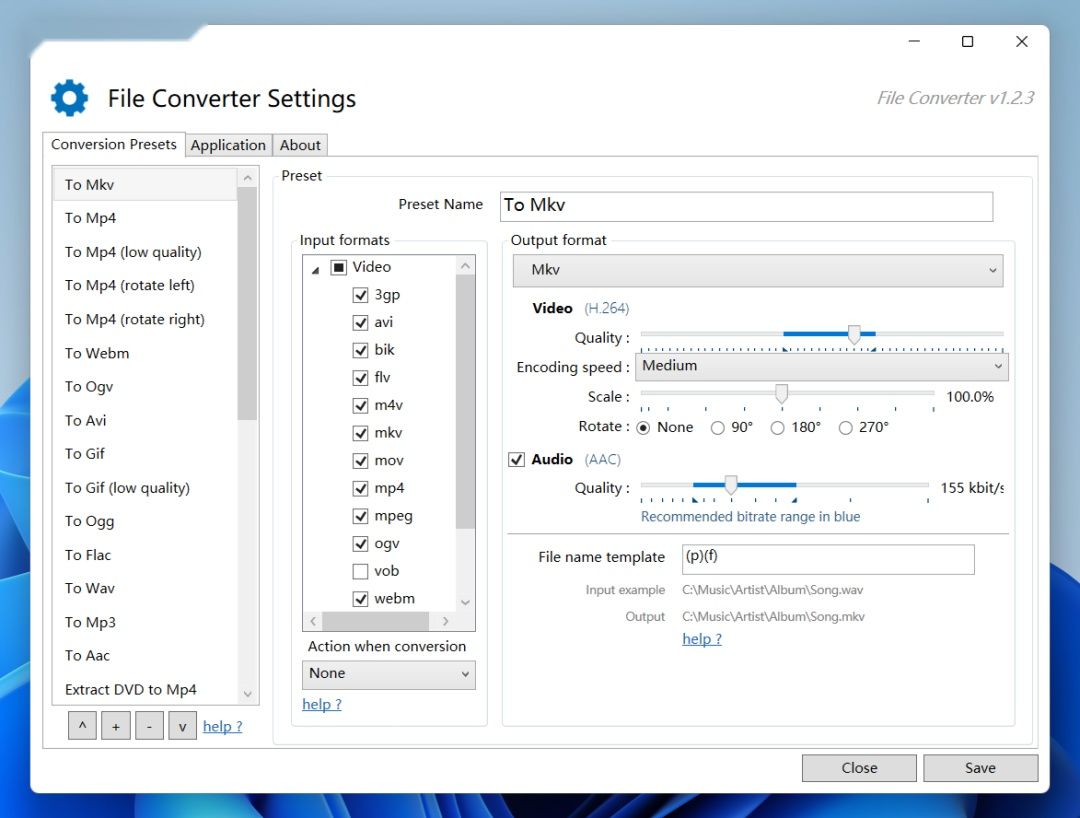 File Converter Settings
File Converter v1.2.3
Conversion Presets
Application
About
To Mkv
To Mp4
To Mp4 (low quality)
To Mp4 (rotate left)
To Mp4 (rotate right)
To Webm
To Ogv
To Avi
To Gif
To Gif (low quality)
To Ogg
To Flac
To Wav
To Mp3
To Aac
Extract DVD to Mp4
^
+
-
v
help ?
Preset
Preset Name
To Mkv
Input formats
Video
3gp
avi
bik
flv
m4v
mkv
mov
mp4
mpeg
ogv
vob
webm
Action when conversion
None
help ?
Output format
Mkv
Video (H.264)
Quality :
Encoding speed : Medium
Scale : 100.0%
Rotate : None 90° 180° 270°
Audio (AAC)
Quality : 155 kbit/s
Recommended bitrate range in blue
File name template (p)(f)
Input example C:\Music\Artist\Album\Song.wav
Output C:\Music\Artist\Album\Song.mkv
help ?
Close
Save